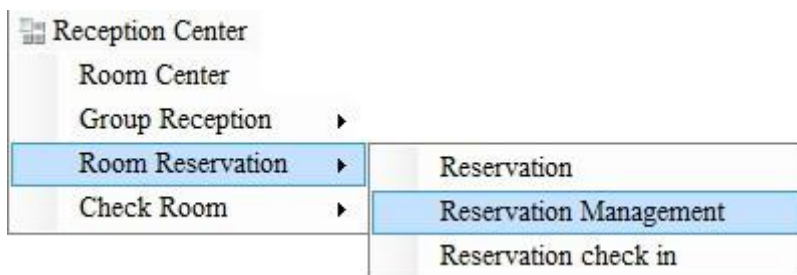 Reception Center
Room Center
Group Reception
Room Reservation
Check Room
Reservation
Reservation Management
Reservation check in